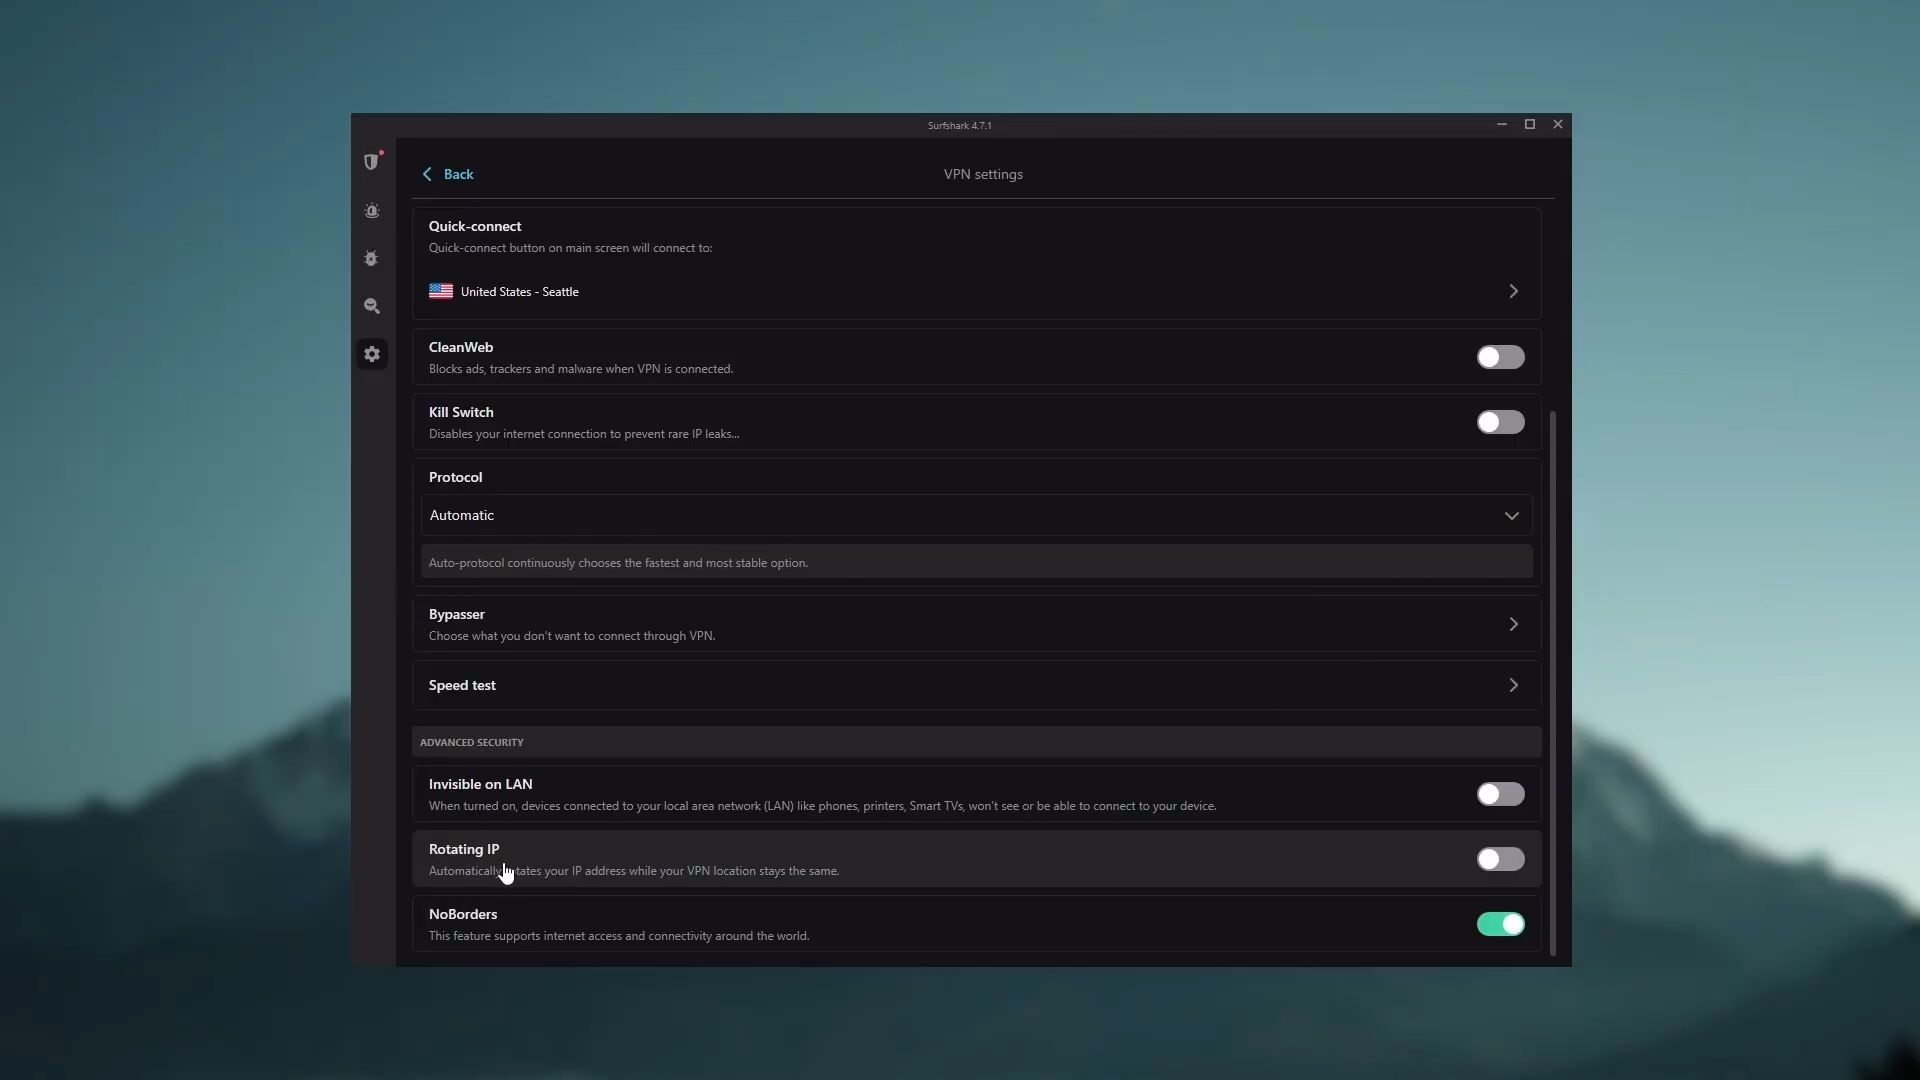 Surfshark 4.7.1
Back
VPN settings
Quick-connect
Quick-connect button on main screen will connect to:
United States - Seattle
CleanWeb
Blocks ads, trackers and malware when VPN is connected.
Kill Switch
Disables your internet connection to prevent rare IP leaks...
Protocol
Automatic
Auto-protocol continuously chooses the fastest and most stable option.
Bypasser
Choose what you don't want to connect through VPN.
Speed test
ADVANCED SECURITY
Invisible on LAN
When turned on, devices connected to your local area network (LAN) like phones, printers, Smart TVs, won't see or be able to connect to your device.
Rotating IP
Automatically rotates your IP address while your VPN location stays the same.
NoBorders
This feature supports internet access and connectivity around the world.